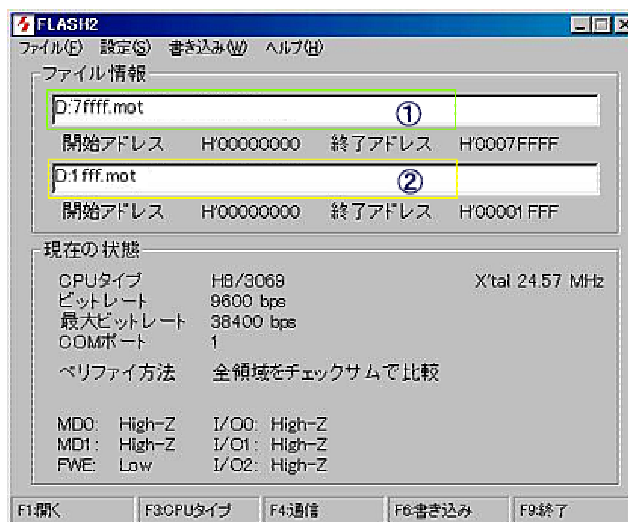 FLASH2
ファイル(F) 設定(S) 書き込み(W) ヘルプ(H)
ファイル情報
D:7ffff.mot ①
開始アドレス H'00000000 終了アドレス H'0007FFFF
D:1fff.mot ②
開始アドレス H'00000000 終了アドレス H'00001FFF
現在の状態
CPUタイプ H8/3069 X'tal 24.57 MHz
ビットレート 9600 bps
最大ビットレート 38400 bps
COMポート 1
ベリファイ方法 全領域をチェックサムで比較
MD0: High-Z I/O0: High-Z
MD1: High-Z I/O1: High-Z
FWE: Low I/O2: High-Z
F1:開く F3:CPUタイプ F4:通信 F6:書き込み F9:終了